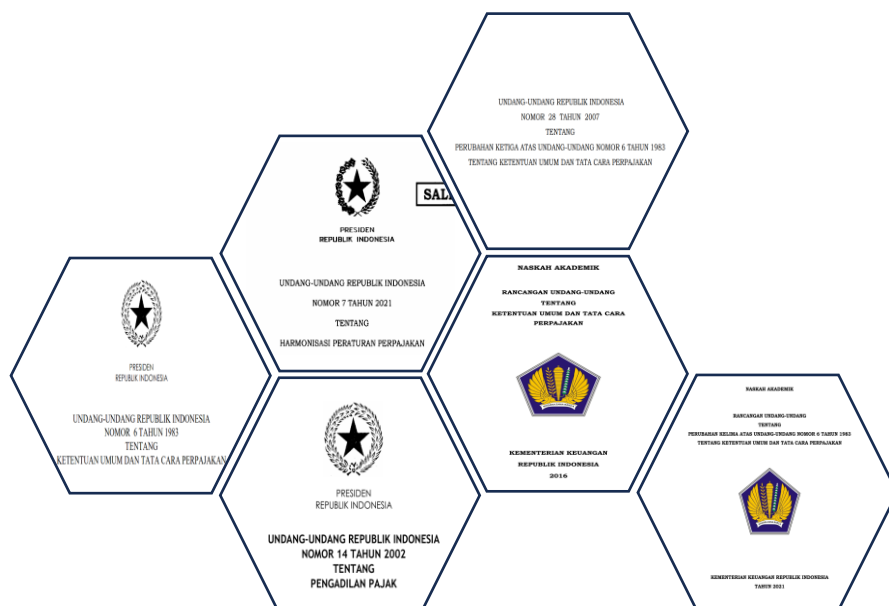 UNDANG-UNDANG REPUBLIK INDONESIA
NOMOR 28 TAHUN 2007
TENTANG
PERUBAHAN KETIGA ATAS UNDANG-UNDANG NOMOR 6 TAHUN 1983
TENTANG KETENTUAN UMUM DAN TATA CARA PERPAJAKAN
SALI
PRESIDEN
REPUBLIK INDONESIA
UNDANG-UNDANG REPUBLIK INDONESIA
NOMOR 7 TAHUN 2021
TENTANG
HARMONISASI PERATURAN PERPAJAKAN
PRESIDEN
REPUBLIK INDONESIA
UNDANG-UNDANG REPUBLIK INDONESIA
NOMOR 6 TAHUN 1983
TENTANG
KETENTUAN UMUM DAN TATA CARA PERPAJAKAN
NASKAH AKADEMIK
RANCANGAN UNDANG-UNDANG
TENTANG
KETENTUAN UMUM DAN TATA CARA
PERPAJAKAN
KEMENTERIAN KEUANGAN
REPUBLIK INDONESIA
2016
PRESIDEN
REPUBLIK INDONESIA
UNDANG-UNDANG REPUBLIK INDONESIA
NOMOR 14 TAHUN 2002
TENTANG
PENGADILAN PAJAK
NASKAH AKADEMIK
RANCANGAN UNDANG-UNDANG
TENTANG
PERUBAHAN KELIMA ATAS UNDANG-UNDANG NOMOR 6 TAHUN 1983
TENTANG KETENTUAN UMUM DAN TATA CARA PERPAJAKAN
KEMENTERIAN KEUANGAN REPUBLIK INDONESIA
TAHUN 2021